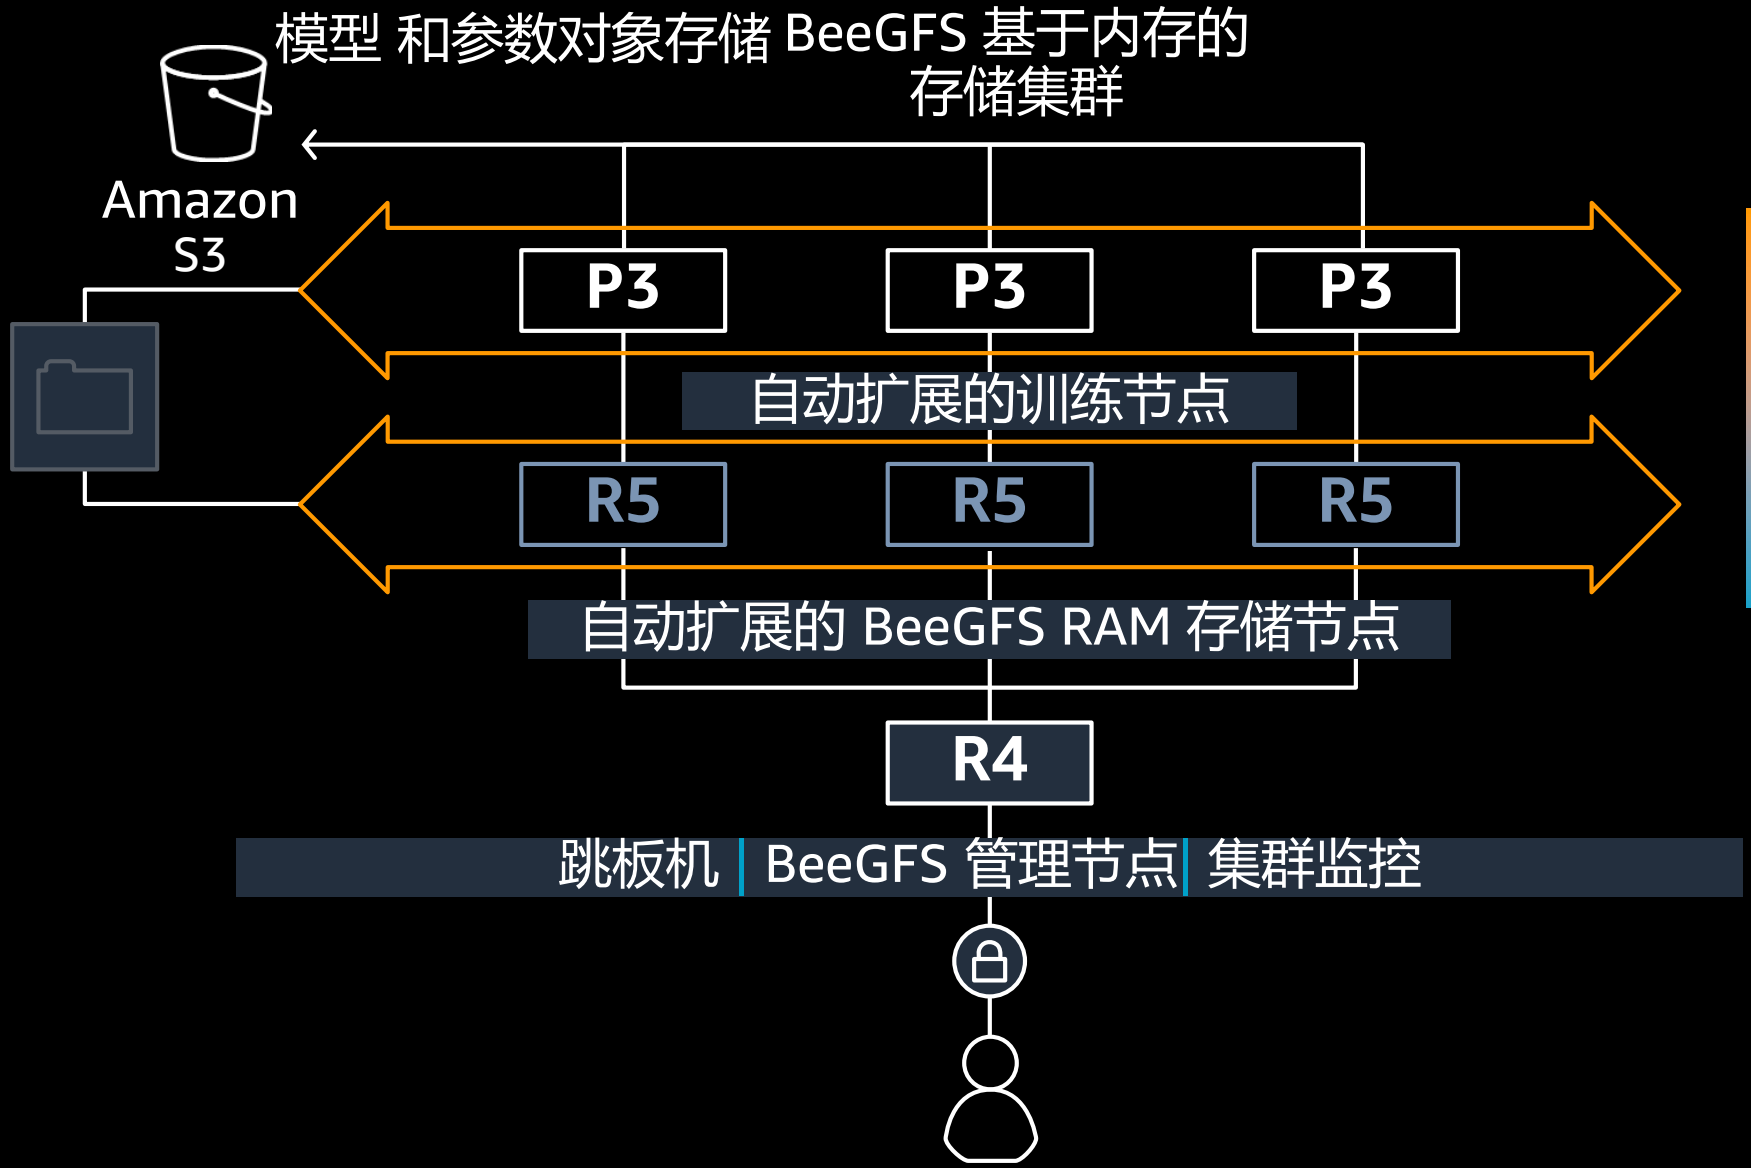 模型 和参数对象存储
BeeGFS 基于内存的
存储集群
Amazon
S3
P3
P3
P3
自动扩展的训练节点
R5
R5
R5
自动扩展的 BeeGFS RAM 存储节点
R4
跳板机
BeeGFS 管理节点
集群监控